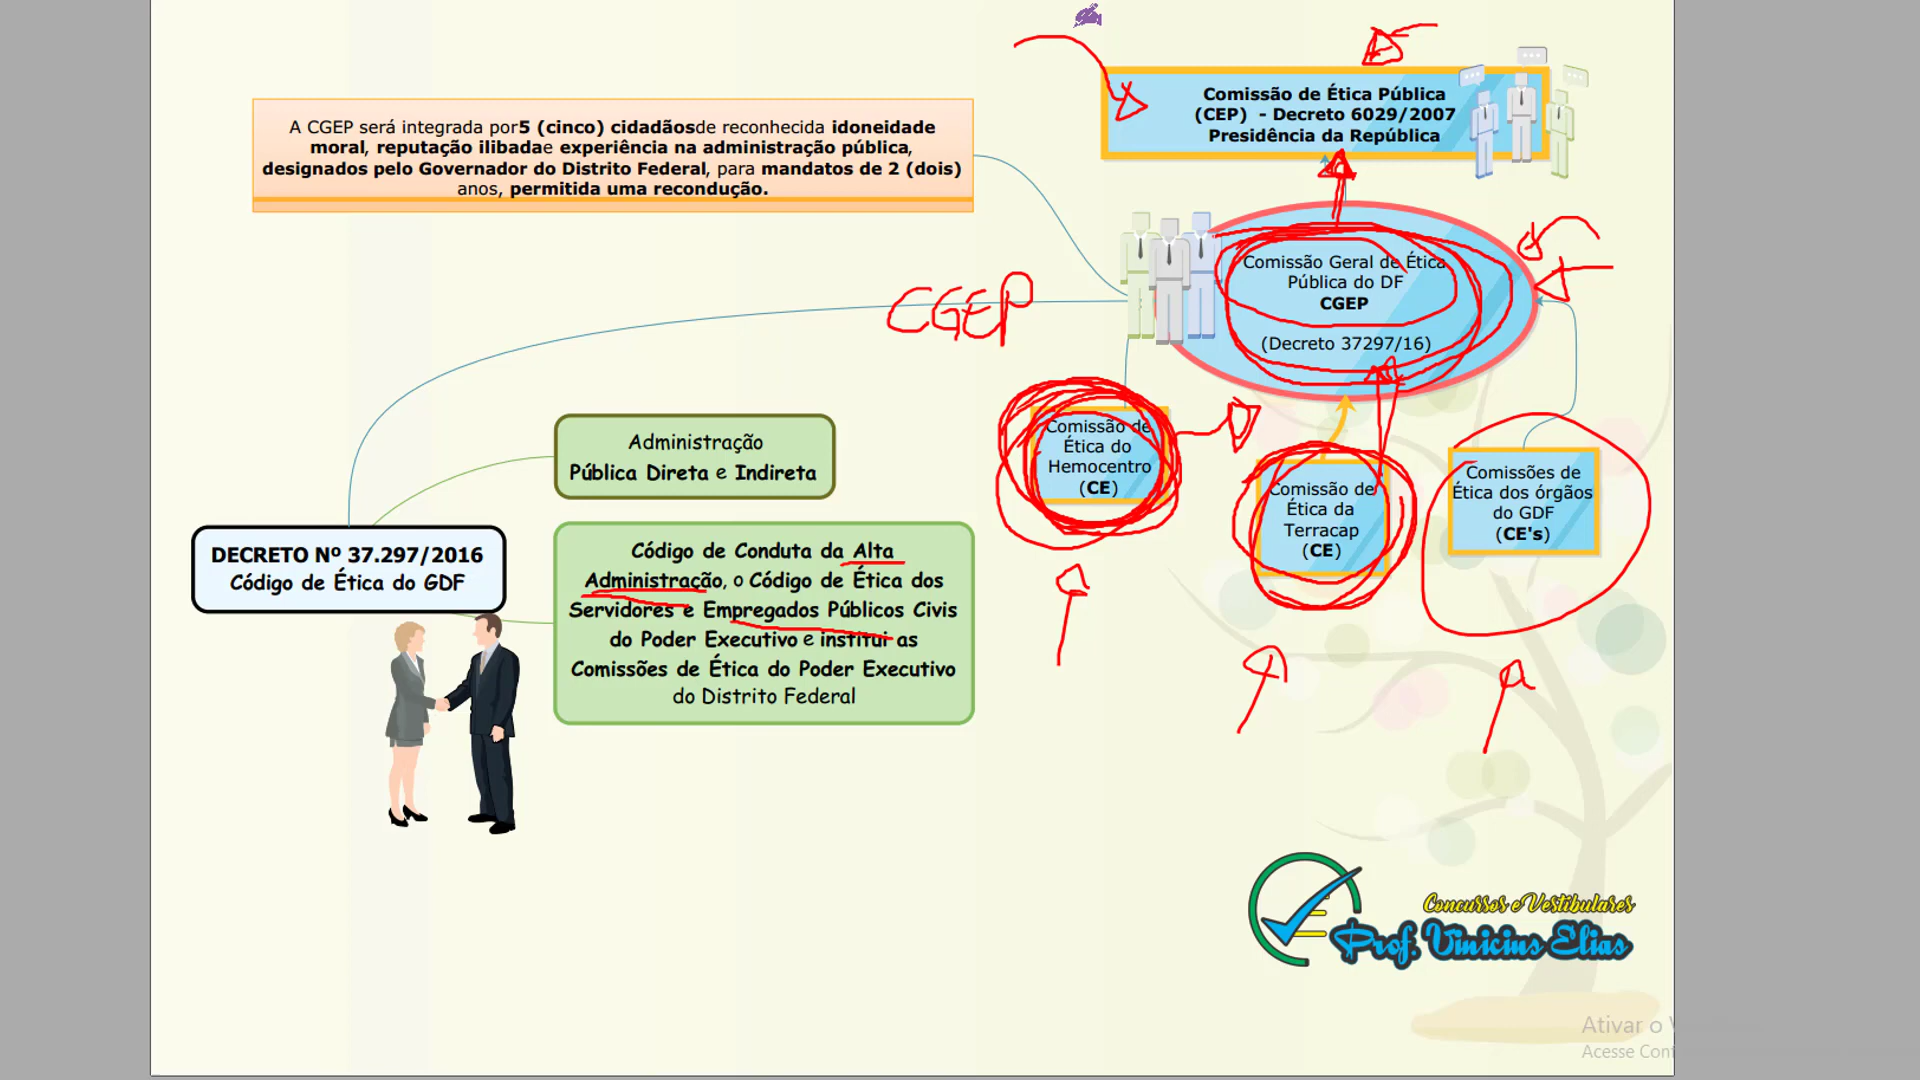 A CGEP será integrada por5 (cinco) cidadãosde reconhecida idoneidade
moral, reputação ilibadae experiência na administração pública,
designados pelo Governador do Distrito Federal, para mandatos de 2 (dois)
anos, permitida uma recondução.
Comissão de Ética Pública
(CEP) - Decreto 6029/2007
Presidência da República
Comissão Geral de Ética
Pública do DF
CGEP
(Decreto 37297/16)
CGEP
Comissão de
Ética do
Hemocentro
(CE)
Comissão de
Ética da
Terracap
(CE)
Comissões de
Ética dos órgãos
do GDF
(CE's)
Administração
Pública Direta e Indireta
DECRETO Nº 37.297/2016
Código de Ética do GDF
Código de Conduta da Alta
Administração, o Código de Ética dos
Servidores e Empregados Públicos Civis
do Poder Executivo e institui as
Comissões de Ética do Poder Executivo
do Distrito Federal
Concursos e Vestibulares
Prof. Vinicius Elias
Ativar o
Acesse